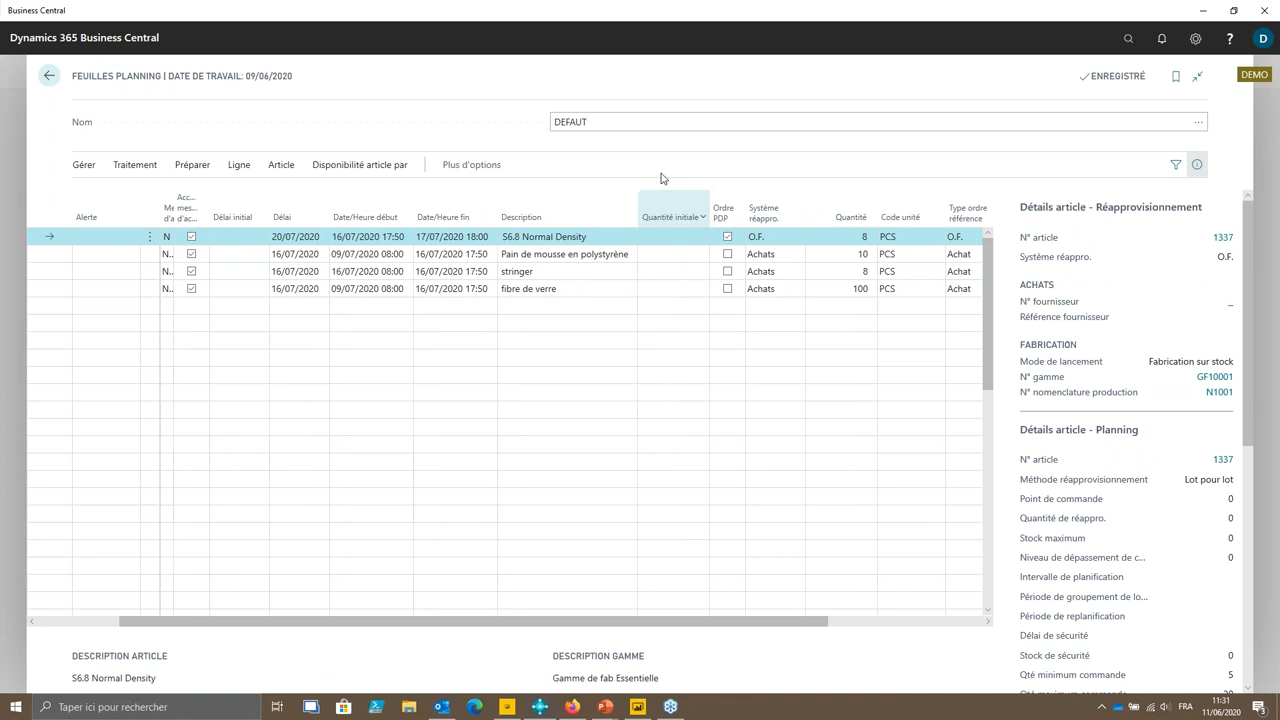 Business Central
Dynamics 365 Business Central
?
D
FEUILLES PLANNING | DATE DE TRAVAIL: 09/06/2020
ENREGISTRÉ
DEMO
Nom
DEFAUT
...
Gérer Traitement Préparer Ligne Article Disponibilité article par Plus d'options
Alerte
Me d'a
Acc... mes... d'ac...
Délai initial
Délai
Date/Heure début
Date/Heure fin
Description
Quantité initiale
Ordre PDP
Système réappro.
Quantité
Code unité
Type ordre référence
N 20/07/2020 16/07/2020 17:50 17/07/2020 18:00 S6.8 Normal Density O.F. 8 PCS O.F.
N.. 16/07/2020 09/07/2020 08:00 16/07/2020 17:50 Pain de mousse en polystyrène Achats 10 PCS Achat
N.. 16/07/2020 16/07/2020 08:00 16/07/2020 17:50 stringer Achats 8 PCS Achat
N.. 16/07/2020 09/07/2020 08:00 16/07/2020 17:50 fibre de verre Achats 100 PCS Achat
DESCRIPTION ARTICLE
S6.8 Normal Density
DESCRIPTION GAMME
Gamme de fab Essentielle
Détails article - Réapprovisionnement
N° article 1337
Système réappro. O.F.
ACHATS
N° fournisseur _
Référence fournisseur
FABRICATION
Mode de lancement Fabrication sur stock
N° gamme GF10001
N° nomenclature production N1001
Détails article - Planning
N° article 1337
Méthode réapprovisionnement Lot pour lot
Point de commande 0
Quantité de réappro. 0
Stock maximum 0
Niveau de dépassement de c... 0
Intervalle de planification
Période de groupement de lo...
Période de replanification
Délai de sécurité
Stock de sécurité 0
Qté minimum commande 5
Taper ici pour rechercher
FRA
11:31
11/06/2020
3